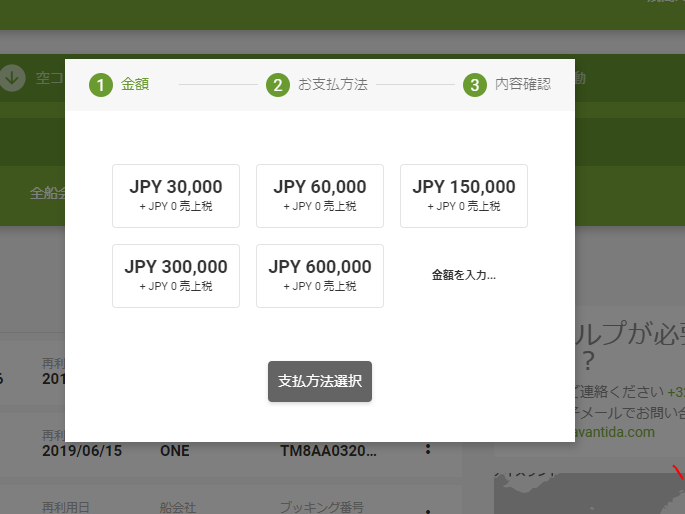 空コ
1 金額 2 お支払方法 3 内容確認
動
全船会
JPY 30,000 JPY 60,000 JPY 150,000
+ JPY 0 売上税 + JPY 0 売上税 + JPY 0 売上税
JPY 300,000 JPY 600,000 金額を入力...
+ JPY 0 売上税 + JPY 0 売上税
支払方法選択
ルプが必要
?
ご連絡ください +3
メールでお問い合
avantida.com
6 再利
201
再利
2019/06/15 ONE TM8AA0320...
再利用日 船会社 ブッキング番号